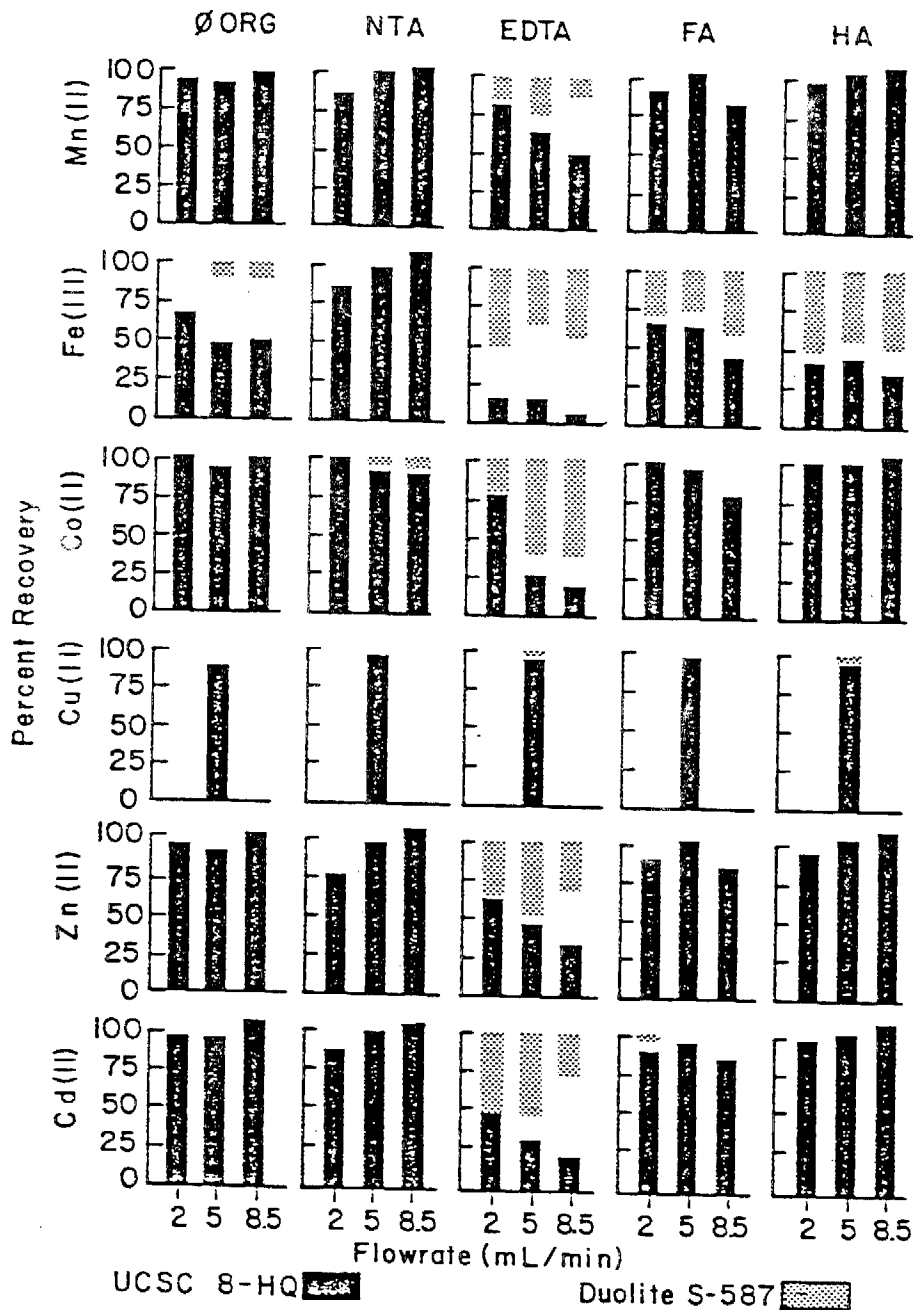 Ø ORG NTA EDTA FA HA
Percent Recovery
Mn(II)
100
75
50
25
0
Fe(III)
100
75
50
25
0
Co(II)
100
75
50
25
0
Cu(II)
100
75
50
25
0
Zn(II)
100
75
50
25
0
Cd(II)
100
75
50
25
0
2 5 8.5 2 5 8.5 2 5 8.5 2 5 8.5 2 5 8.5
Flowrate (mL/min)
UCSC 8-HQ Duolite S-587